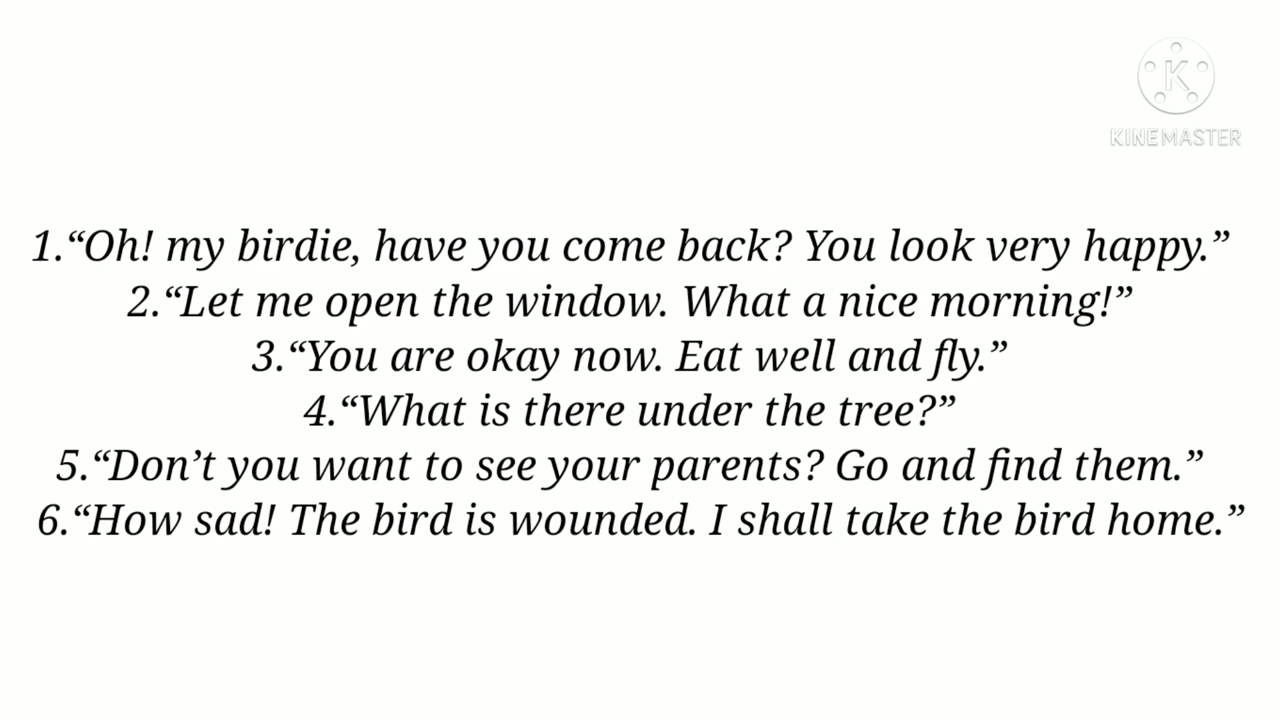 KINEMASTER
1.“Oh! my birdie, have you come back? You look very happy.”
2.“Let me open the window. What a nice morning!”
3.“You are okay now. Eat well and fly.”
4.“What is there under the tree?”
5.“Don’t you want to see your parents? Go and find them.”
6.“How sad! The bird is wounded. I shall take the bird home.”